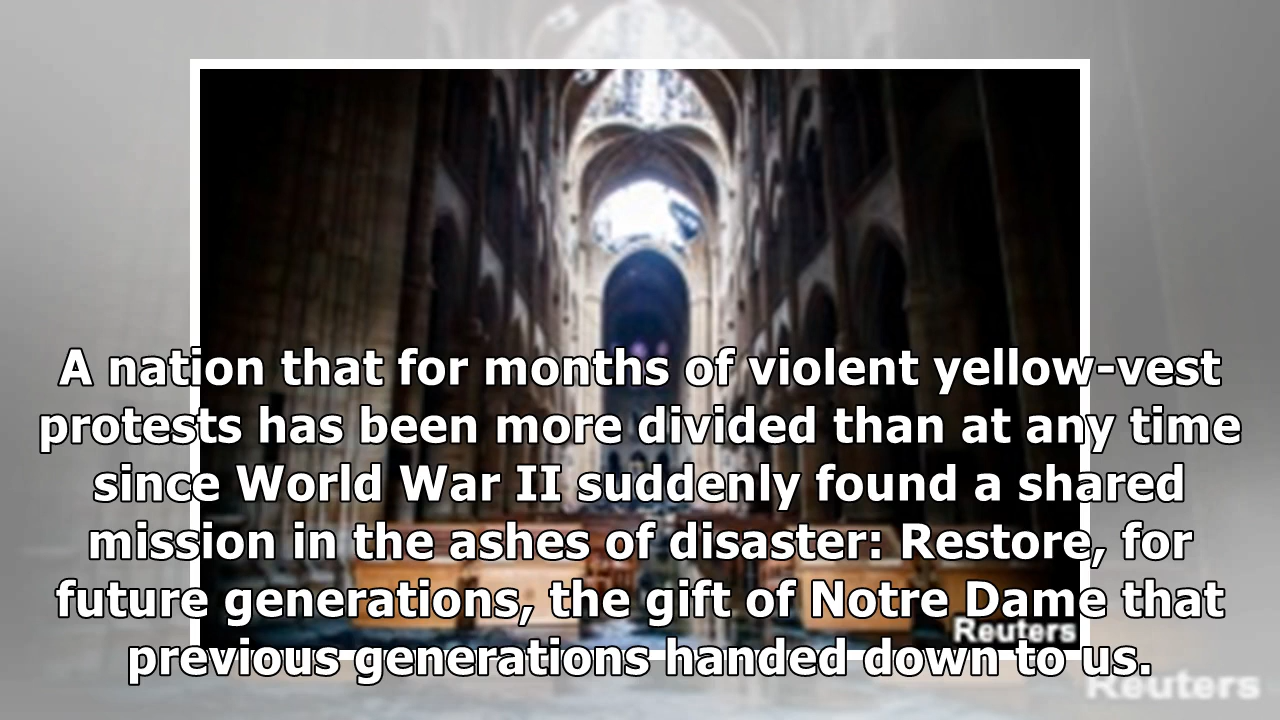 A nation that for months of violent yellow-vest
protests has been more divided than at any time
since World War II suddenly found a shared
mission in the ashes of disaster: Restore, for
future generations, the gift of Notre Dame that
previous generations handed down to us.
Reuters
Reuters